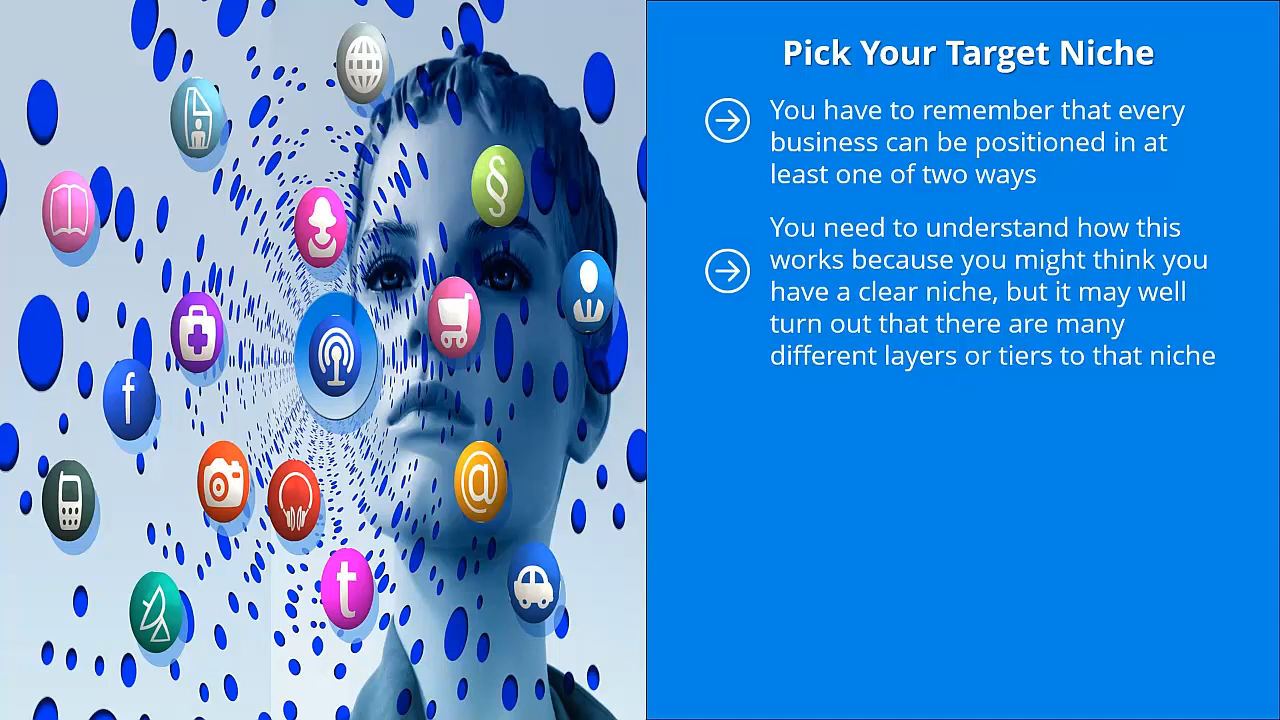 Pick Your Target Niche
You have to remember that every
business can be positioned in at
least one of two ways
You need to understand how this
works because you might think you
have a clear niche, but it may well
turn out that there are many
different layers or tiers to that niche
§
f
@
t